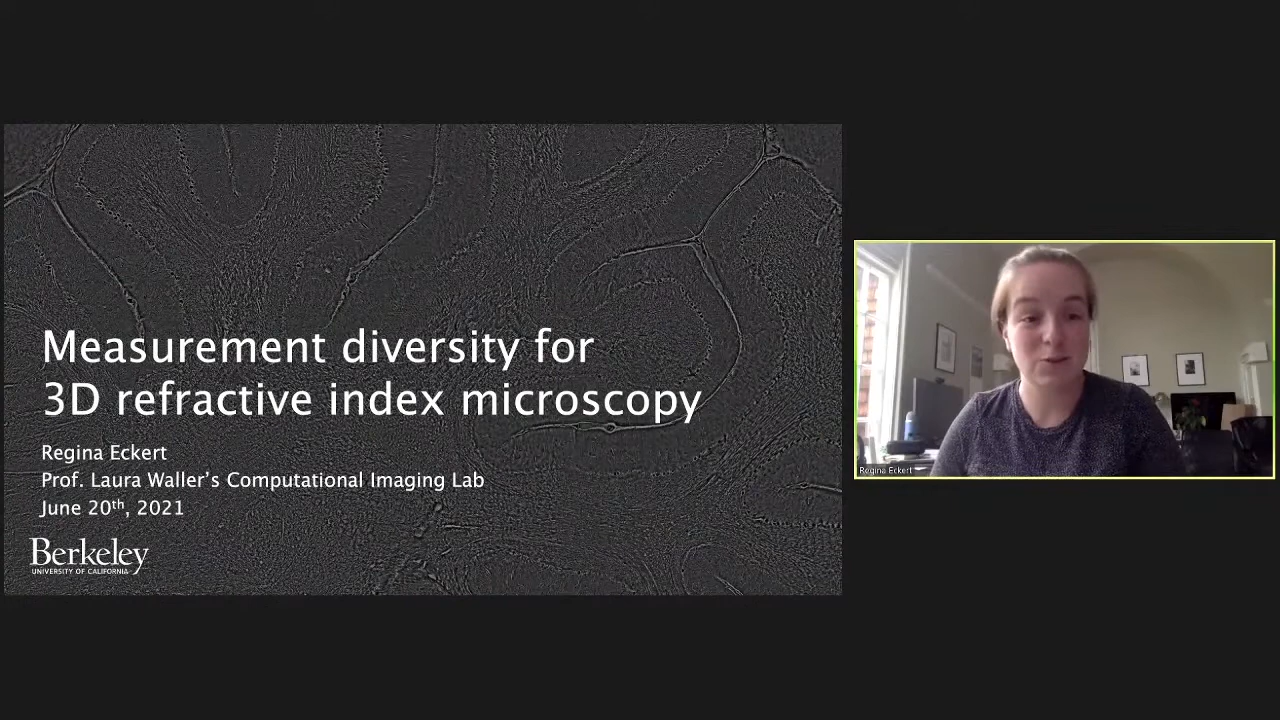 Measurement diversity for
3D refractive index microscopy
Regina Eckert
Prof. Laura Waller’s Computational Imaging Lab
June 20th, 2021
Berkeley
UNIVERSITY OF CALIFORNIA
Regina Eckert